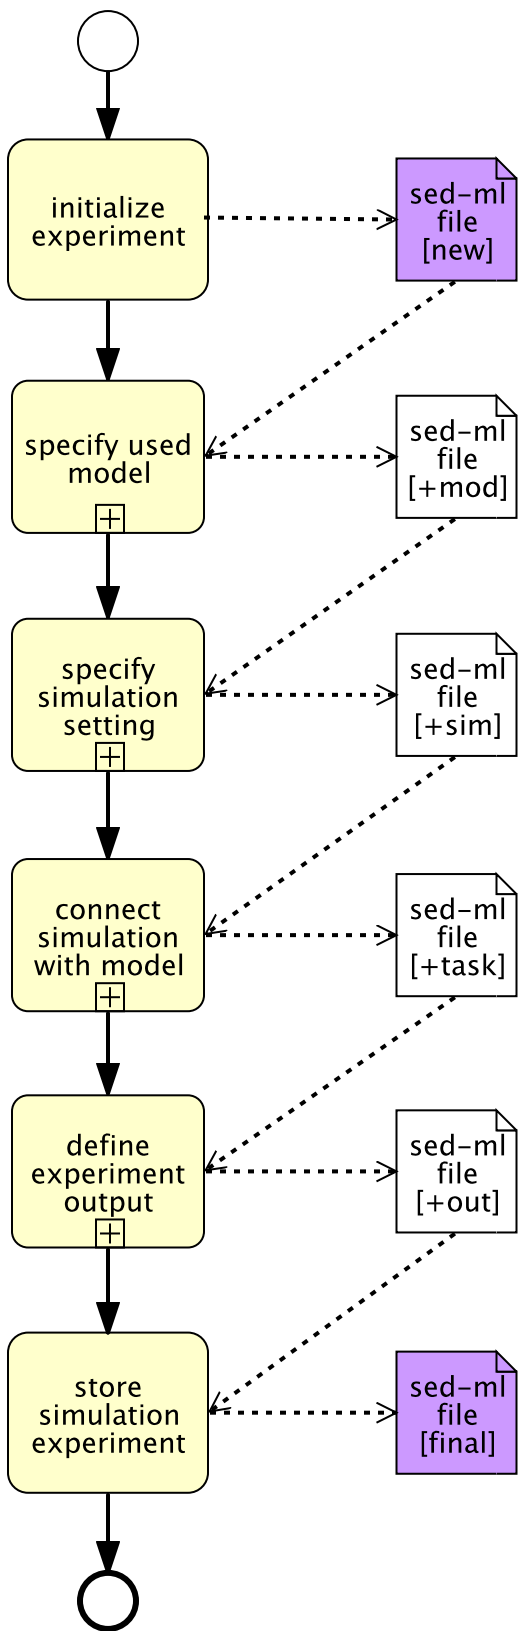 initialize
experiment
sed-ml
file
[new]
specify used
model
sed-ml
file
[+mod]
specify
simulation
setting
sed-ml
file
[+sim]
connect
simulation
with model
sed-ml
file
[+task]
define
experiment
output
sed-ml
file
[+out]
store
simulation
experiment
sed-ml
file
[final]